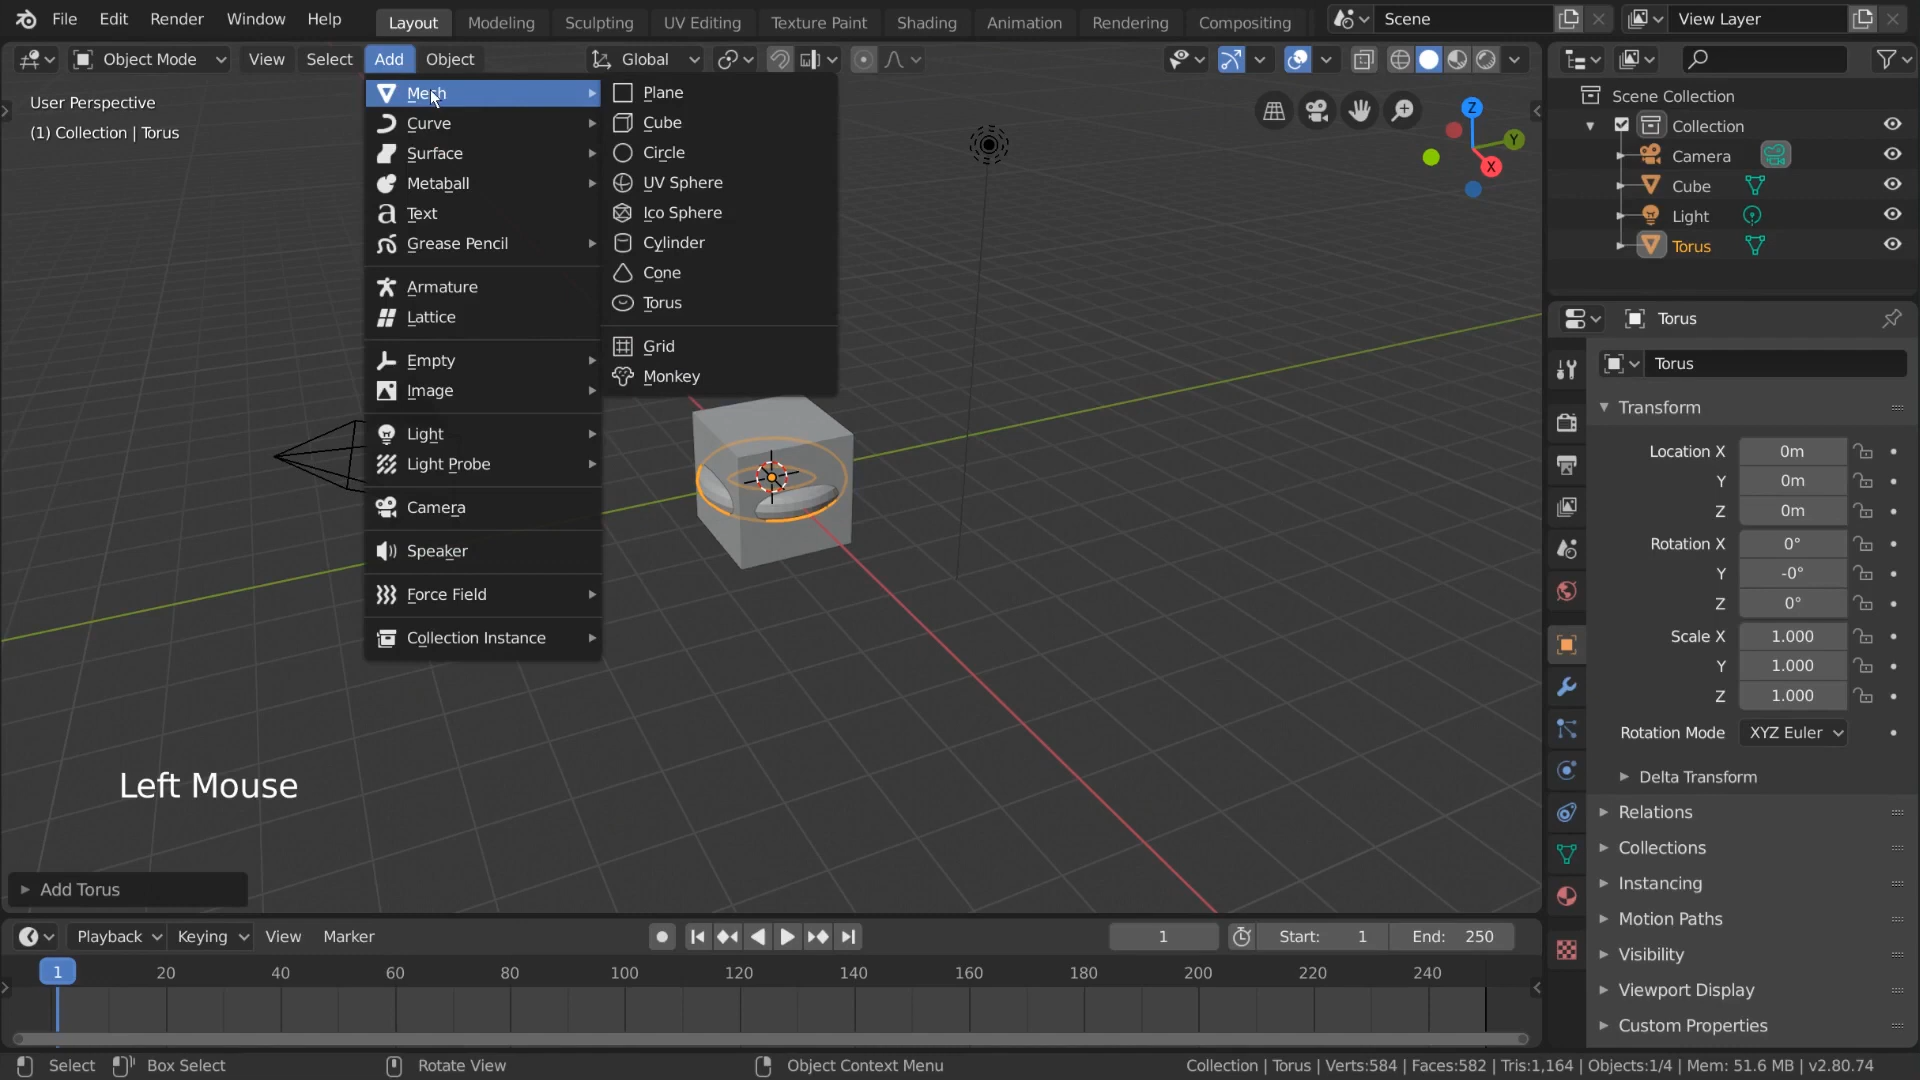 File Edit Render Window Help Layout Modeling Sculpting UV Editing Texture Paint Shading Animation Rendering Compositing Scene View Layer
Object Mode View Select Add Object Global
User Perspective
(1) Collection | Torus
Mesh
Curve
Surface
Metaball
Text
Grease Pencil
Armature
Lattice
Empty
Image
Light
Light Probe
Camera
Speaker
Force Field
Collection Instance
Plane
Cube
Circle
UV Sphere
Ico Sphere
Cylinder
Cone
Torus
Grid
Monkey
Z
Y
X
Left Mouse
Add Torus
Scene Collection
Collection
Camera
Cube
Light
Torus
Torus
Torus
Transform
Location X 0m
Y 0m
Z 0m
Rotation X 0°
Y -0°
Z 0°
Scale X 1.000
Y 1.000
Z 1.000
Rotation Mode XYZ Euler
Delta Transform
Relations
Collections
Instancing
Motion Paths
Visibility
Viewport Display
Custom Properties
Playback Keying View Marker 1 Start: 1 End: 250
1 20 40 60 80 100 120 140 160 180 200 220 240
Select Box Select Rotate View Object Context Menu Collection | Torus | Verts:584 | Faces:582 | Tris:1,164 | Objects:1/4 | Mem: 51.6 MB | v2.80.74